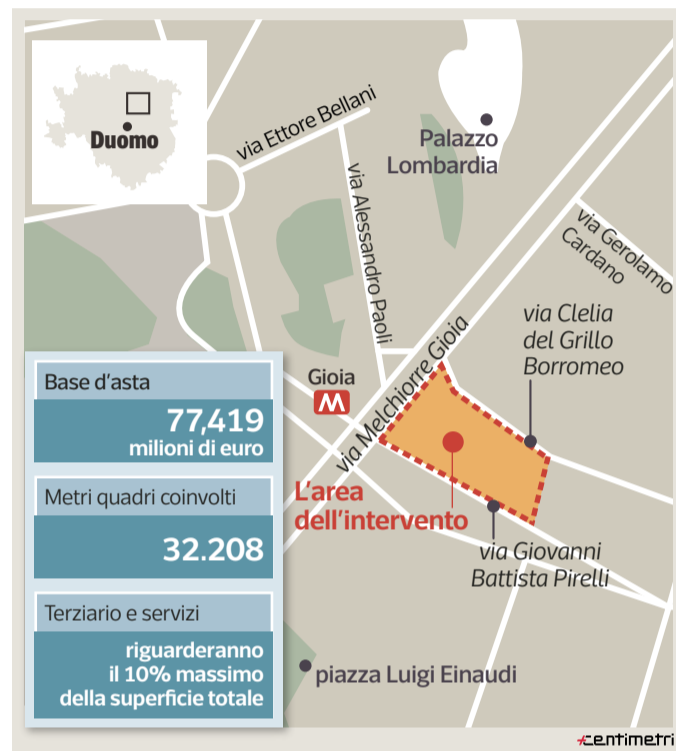 Duomo
via Ettore Bellani
Palazzo
Lombardia
via Alessandro Paoli
via Gerolamo
Cardano
via Clelia
del Grillo
Borromeo
Gioia
M
via Melchiorre Gioia
L'area
dell'intervento
via Giovanni
Battista Pirelli
piazza Luigi Einaudi
Base d'asta
77,419
milioni di euro
Metri quadri coinvolti
32.208
Terziario e servizi
riguarderanno
il 10% massimo
della superficie totale
centimetri